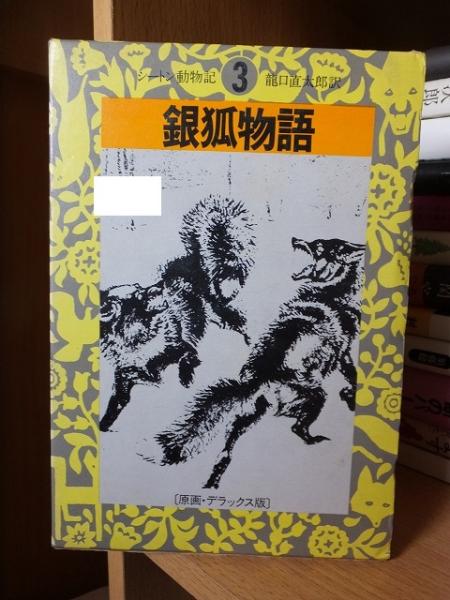 シートン動物記 3 龍口直太郎訳
銀狐物語
〔原画・デラックス版〕